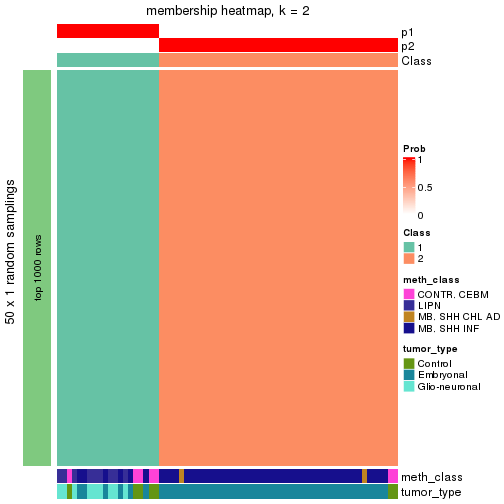 membership heatmap, k = 2
p1
p2
Class
50 x 1 random samplings
top 1000 rows
Prob
1
0.5
0
Class
1
2
meth_class
CONTR. CEBM
LIPN
MB. SHH CHL AD
MB. SHH INF
tumor_type
Control
Embryonal
Glio-neuronal
meth_class
tumor_type